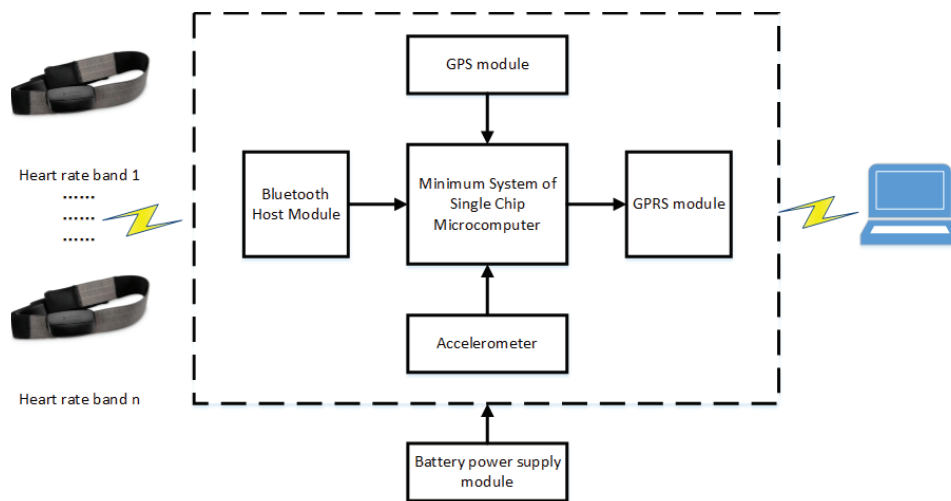 GPS module
Heart rate band 1
......
......
......
Bluetooth
Host Module
Minimum System of
Single Chip
Microcomputer
GPRS module
Accelerometer
Heart rate band n
Battery power supply
module